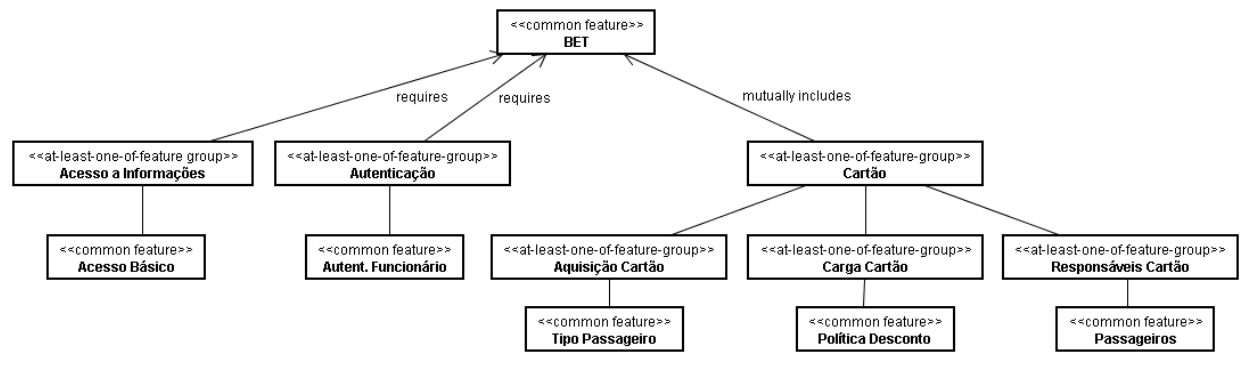 <<common feature>>
BET
requires
requires
mutually includes
<<at-least-one-of-feature group>>
Acesso a Informações
<<at-least-one-of-feature-group>>
Autenticação
<<at-least-one-of-feature-group>>
Cartão
<<common feature>>
Acesso Básico
<<common feature>>
Autent. Funcionário
<<at-least-one-of-feature-group>>
Aquisição Cartão
<<at-least-one-of-feature-group>>
Carga Cartão
<<at-least-one-of-feature-group>>
Responsáveis Cartão
<<common feature>>
Tipo Passageiro
<<common feature>>
Política Desconto
<<common feature>>
Passageiros